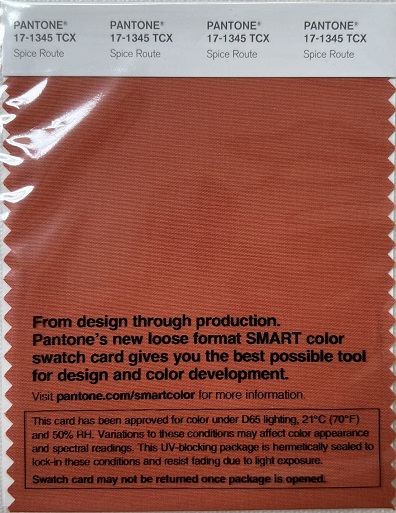 PANTONE® PANTONE® PANTONE® PANTONE®
17-1345 TCX 17-1345 TCX 17-1345 TCX 17-1345 TCX
Spice Route Spice Route Spice Route Spice Route
From design through production.
Pantone's new loose format SMART color
swatch card gives you the best possible tool
for design and color development.
Visit pantone.com/smartcolor for more information.
This card has been approved for color under D65 lighting, 21°C (70°F)
and 50% RH. Variations to these conditions may affect color appearance
and spectral readings. This UV-blocking package is hermetically sealed to
lock-in these conditions and resist fading due to light exposure.
Swatch card may not be returned once package is opened.